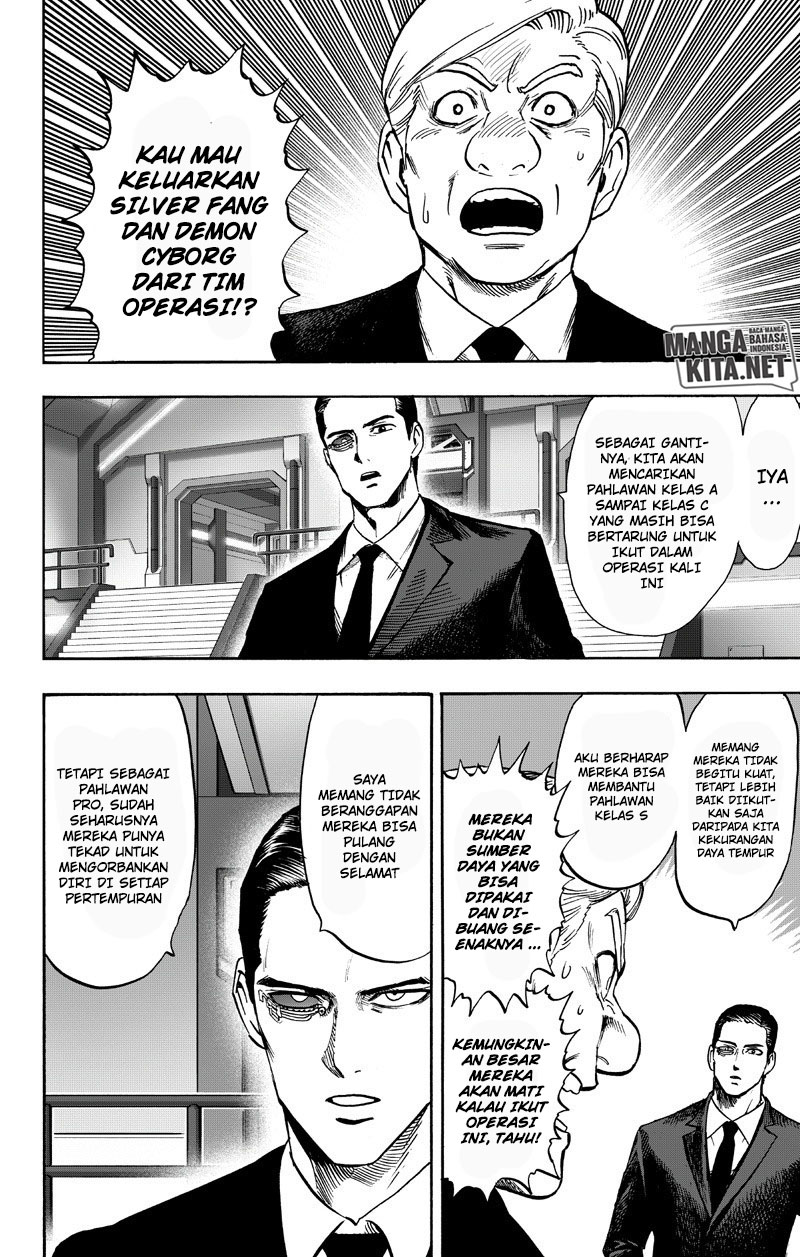 KAU MAU
KELUARKAN
SILVER FANG
DAN DEMON
CYBORG
DARI TIM
OPERASI!?
MANGA
KITA.NET
BACA MANGA
BAHASA
INDONESIA
IYA
...
SEBAGAI GANTI-
NYA, KITA AKAN
MENCARIKAN
PAHLAWAN KELAS A
SAMPAI KELAS C
YANG MASIH BISA
BERTARUNG UNTUK
IKUT DALAM
OPERASI KALI
INI
MEMANG
MEREKA TIDAK
BEGITU KUAT,
TETAPI LEBIH
BAIK DIIKUT-
KAN SAJA
DARIPADA KITA
KEKURANGAN
DAYA TEMPUR
AKU BERHARAP
MEREKA BISA
MEMBANTU
PAHLAWAN
KELAS S
MEREKA
BUKAN
SUMBER
DAYA YANG
BISA
DIPAKAI
DAN DI-
BUANG SE-
ENAKNYA ...
KEMUNGKIN-
AN BESAR
MEREKA
AKAN MATI
KALAU IKUT
OPERASI
INI, TAHU!
SAYA
MEMANG TIDAK
BERANGGAPAN
MEREKA BISA
PULANG
DENGAN
SELAMAT
TETAPI SEBAGAI
PAHLAWAN
PRO, SUDAH
SEHARUSNYA
MEREKA PUNYA
TEKAD UNTUK
MENGORBANKAN
DIRI DI SETIAP
PERTEMPURAN